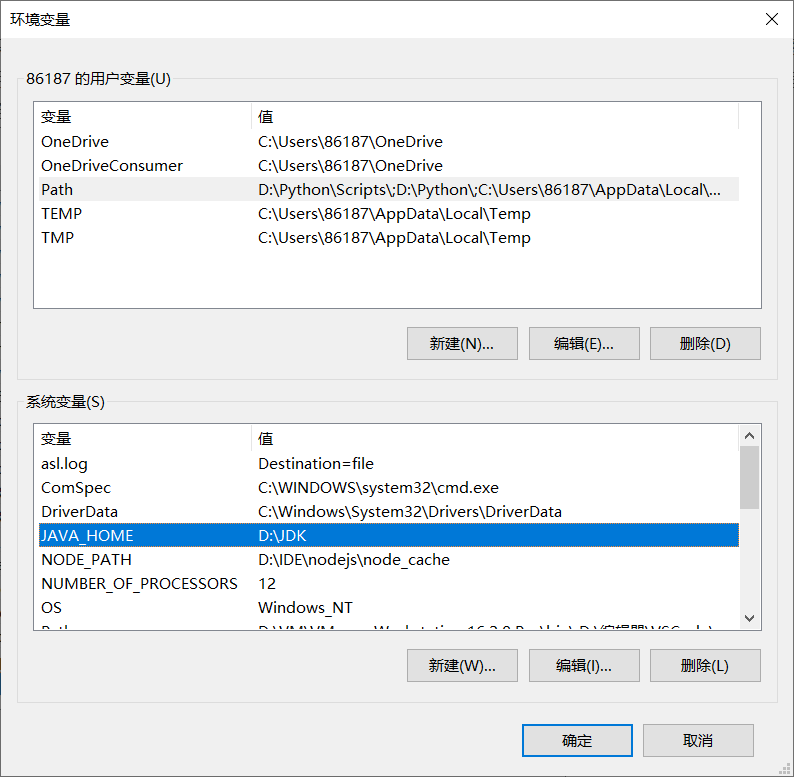 环境变量
86187 的用户变量(U)
变量 值
OneDrive C:\Users\86187\OneDrive
OneDriveConsumer C:\Users\86187\OneDrive
Path D:\Python\Scripts\;D:\Python\;C:\Users\86187\AppData\Local\...
TEMP C:\Users\86187\AppData\Local\Temp
TMP C:\Users\86187\AppData\Local\Temp
新建(N)... 编辑(E)... 删除(D)
系统变量(S)
变量 值
asl.log Destination=file
ComSpec C:\WINDOWS\system32\cmd.exe
DriverData C:\Windows\System32\Drivers\DriverData
JAVA_HOME D:\JDK
NODE_PATH D:\IDE\nodejs\node_cache
NUMBER_OF_PROCESSORS 12
OS Windows_NT
新建(W)... 编辑(I)... 删除(L)
确定 取消